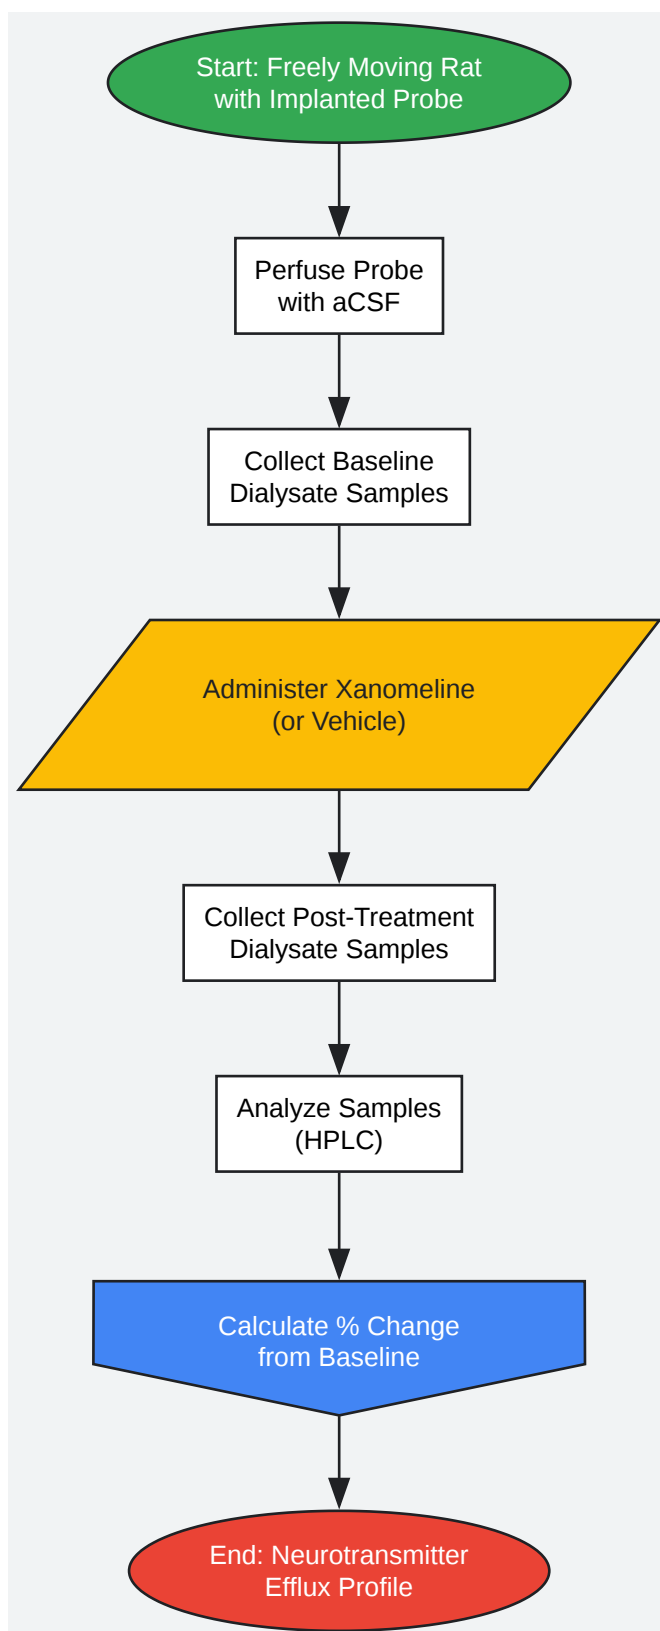 Start: Freely Moving Rat
with Implanted Probe
Perfuse Probe
with aCSF
Collect Baseline
Dialysate Samples
Administer Xanomeline
(or Vehicle)
Collect Post-Treatment
Dialysate Samples
Analyze Samples
(HPLC)
Calculate % Change
from Baseline
End: Neurotransmitter
Efflux Profile